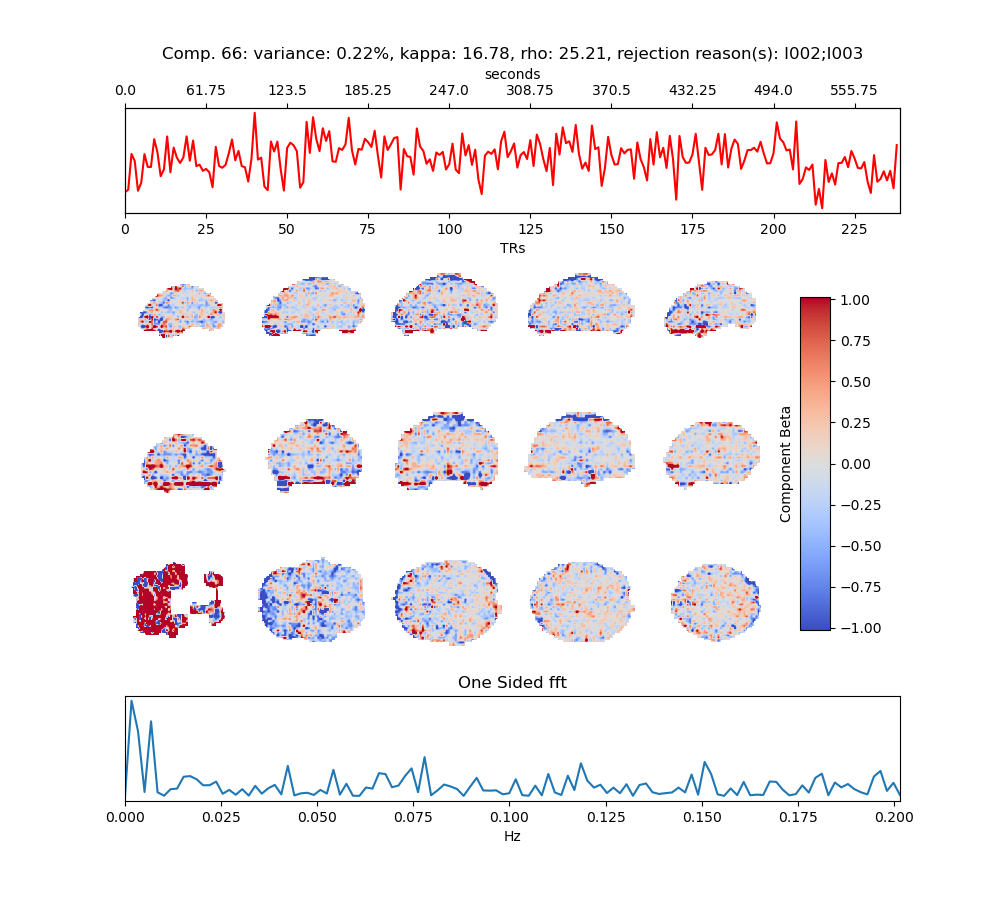 Comp. 66: variance: 0.22%, kappa: 16.78, rho: 25.21, rejection reason(s): I002;I003
seconds
0.0 61.75 123.5 185.25 247.0 308.75 370.5 432.25 494.0 555.75
0 25 50 75 100 125 150 175 200 225
TRs
1.00
0.75
0.50
0.25
0.00
−0.25
−0.50
−0.75
−1.00
Component Beta
One Sided fft
0.000 0.025 0.050 0.075 0.100 0.125 0.150 0.175 0.200
Hz